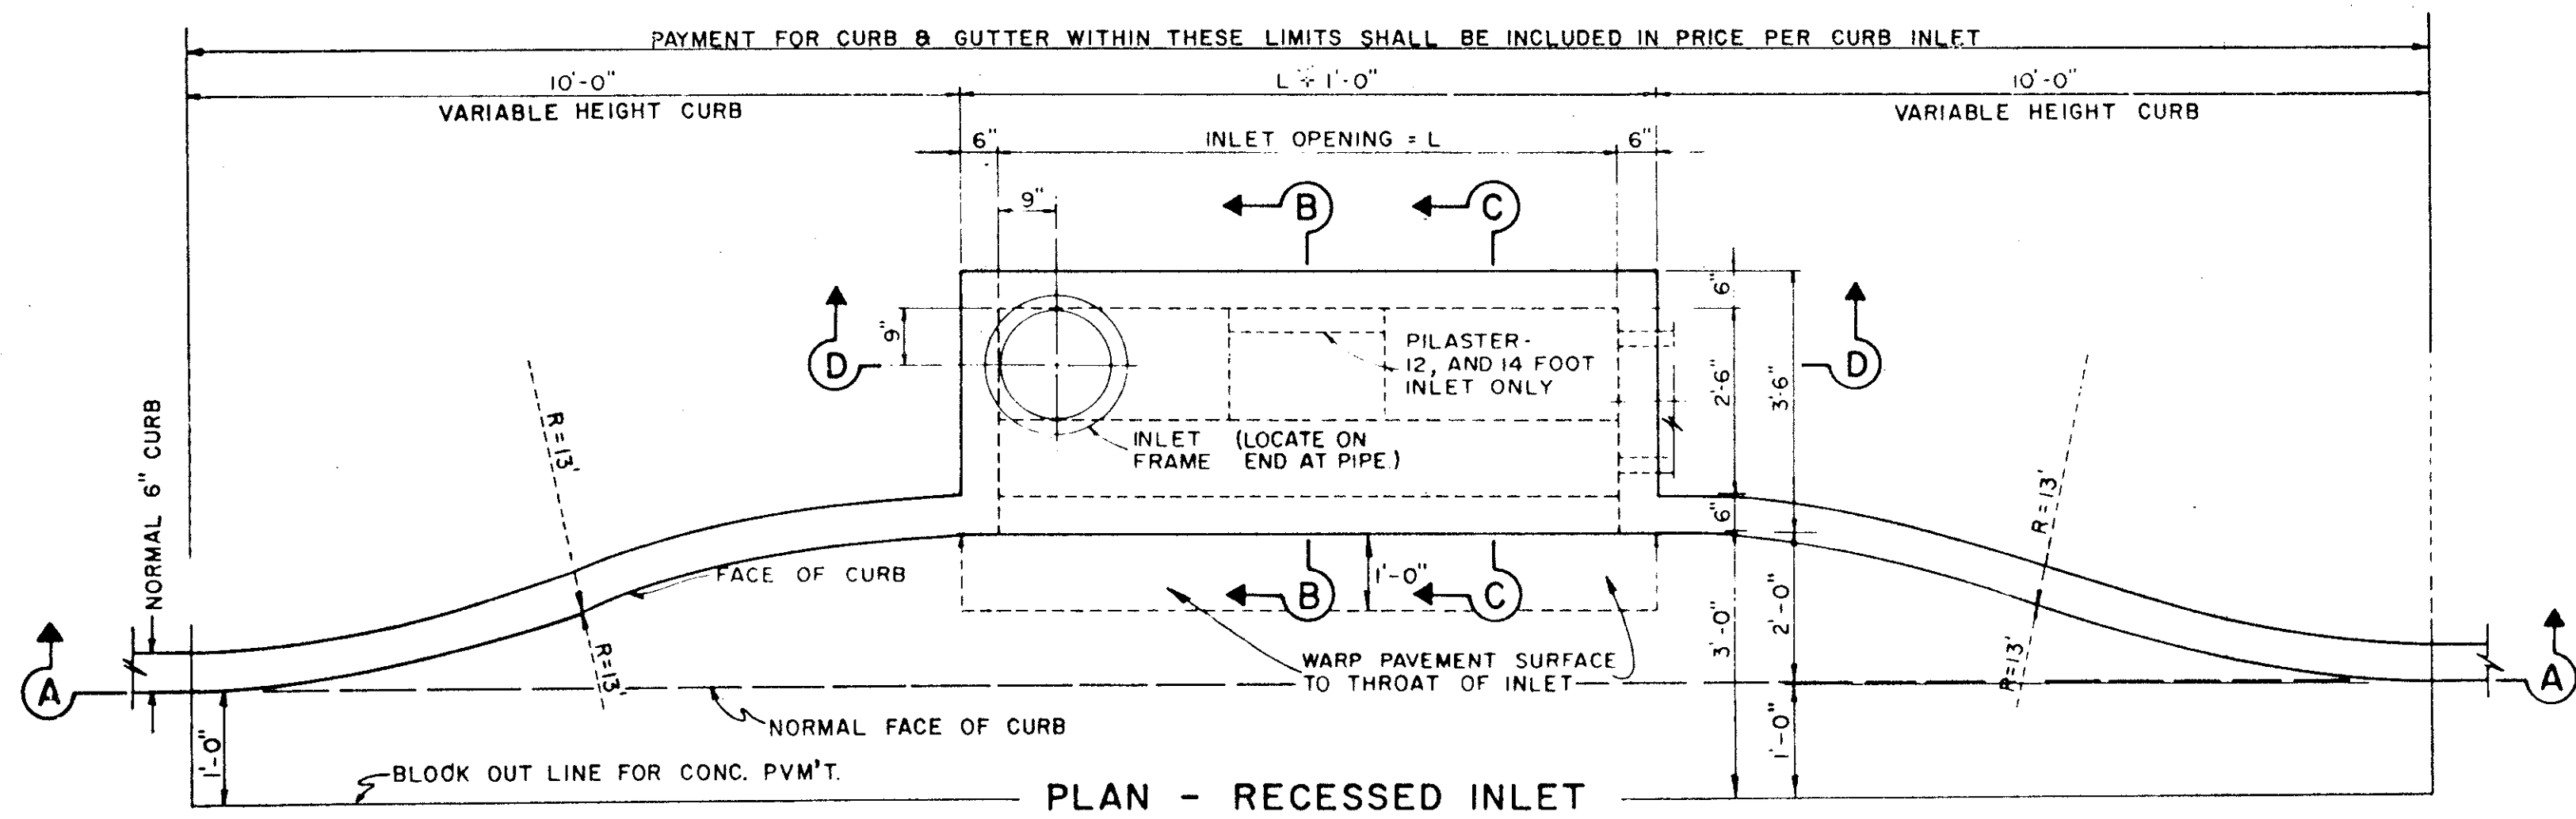 PAYMENT FOR CURB & GUTTER WITHIN THESE LIMITS SHALL BE INCLUDED IN PRICE PER CURB INLET
10'-0"
L + 1'-0"
10'-0"
VARIABLE HEIGHT CURB
VARIABLE HEIGHT CURB
6"
INLET OPENING = L
6"
9"
B
C
6"
9"
D
PILASTER-
12, AND 14 FOOT
INLET ONLY
2'-6"
3'-6"
D
NORMAL 6" CURB
R=13'
INLET (LOCATE ON
FRAME END AT PIPE.)
R=13'
6"
FACE OF CURB
1'-0"
B
C
2'-0"
3'-0"
A
R=13'
WARP PAVEMENT SURFACE
TO THROAT OF INLET
R=13'
A
NORMAL FACE OF CURB
1'-0"
1'-0"
BLOCK OUT LINE FOR CONC. PVM'T.
PLAN - RECESSED INLET